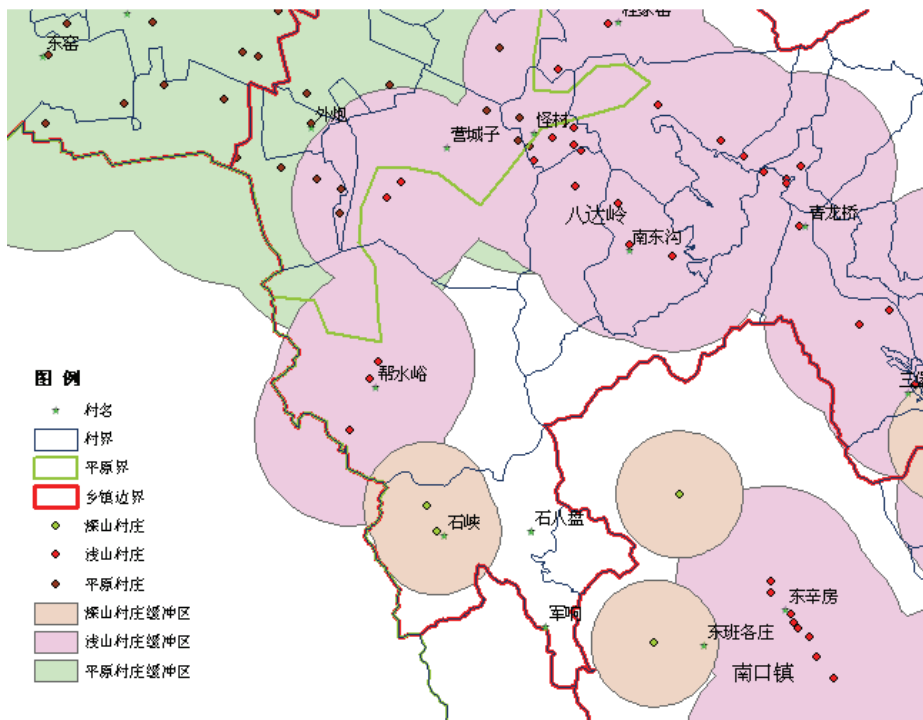 东窑
外炮
营城子
怪村
八达岭
南东沟
青龙桥
帮水峪
石峡
石八盘
军响
东辛房
东班各庄
南口镇
图 例
村名
村界
平原界
乡镇边界
深山村庄
浅山村庄
平原村庄
深山村庄缓冲区
浅山村庄缓冲区
平原村庄缓冲区